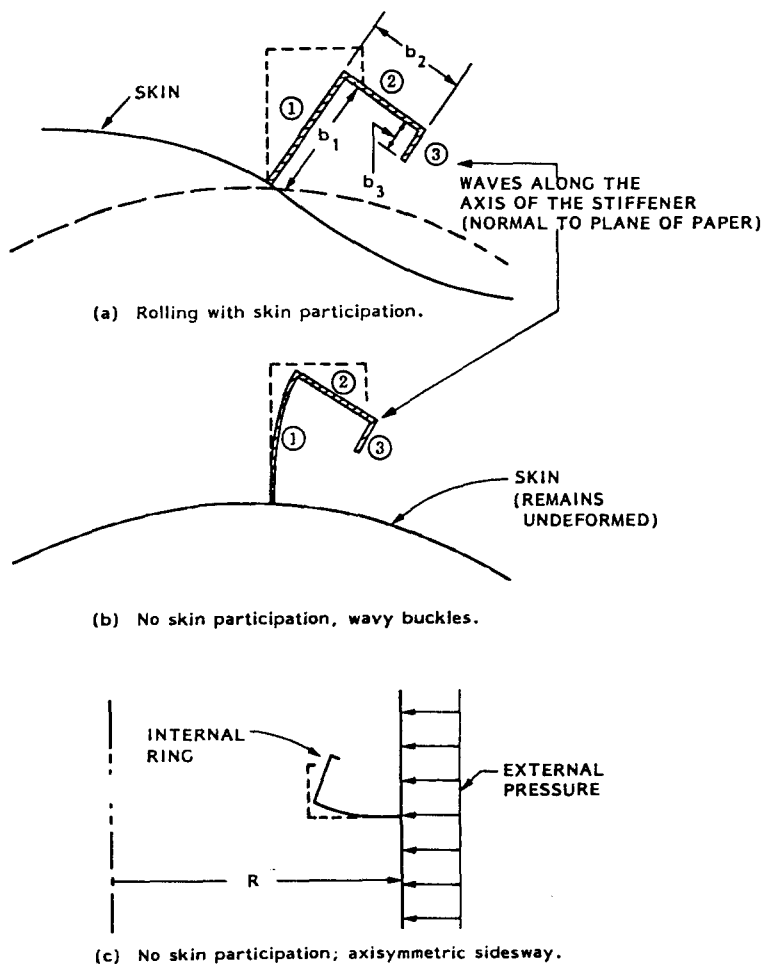 b2
SKIN
①
②
b1
b3
③
WAVES ALONG THE
AXIS OF THE STIFFENER
(NORMAL TO PLANE OF PAPER)
(a) Rolling with skin participation.
①
②
③
SKIN
(REMAINS
UNDEFORMED)
(b) No skin participation, wavy buckles.
INTERNAL
RING
EXTERNAL
PRESSURE
R
(c) No skin participation; axisymmetric sidesway.